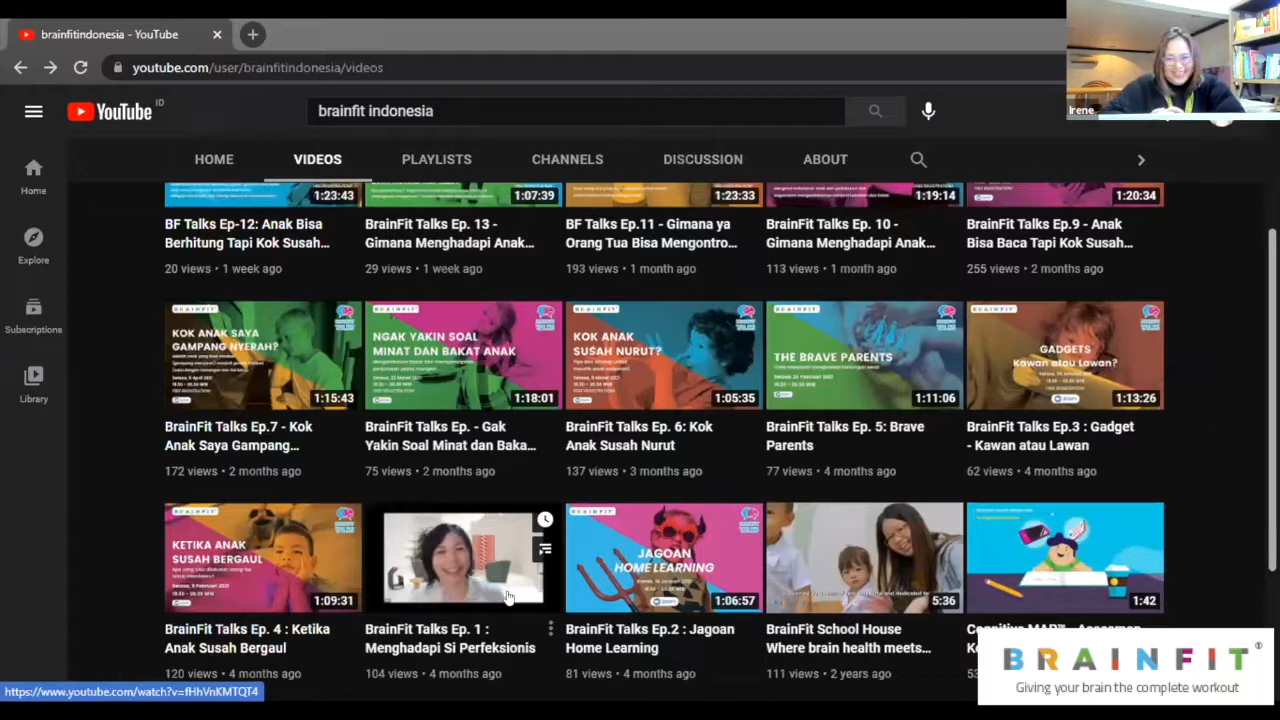 brainfitindonesia - YouTube
youtube.com/user/brainfitindonesia/videos
Irene
YouTube ID
brainfit indonesia
HOME VIDEOS PLAYLISTS CHANNELS DISCUSSION ABOUT
Home
Explore
Subscriptions
Library
1:23:43
1:07:39
1:23:33
1:19:14
1:20:34
BF Talks Ep-12: Anak Bisa
Berhitung Tapi Kok Susah...
20 views • 1 week ago
BrainFit Talks Ep. 13 -
Gimana Menghadapi Anak...
29 views • 1 week ago
BF Talks Ep.11 - Gimana ya
Orang Tua Bisa Mengontro...
193 views • 1 month ago
BrainFit Talks Ep. 10 -
Gimana Menghadapi Anak...
113 views • 1 month ago
BrainFit Talks Ep.9 - Anak
Bisa Baca Tapi Kok Susah...
255 views • 2 months ago
BRAINFIT
KOK ANAK SAYA
GAMPANG NYERAH?
1:15:43
BrainFit Talks Ep.7 - Kok
Anak Saya Gampang...
172 views • 2 months ago
BRAINFIT
NGAK YAKIN SOAL
MINAT DAN BAKAT ANAK
1:18:01
BrainFit Talks Ep. - Gak
Yakin Soal Minat dan Baka...
75 views • 2 months ago
BRAINFIT
KOK ANAK
SUSAH NURUT?
1:05:35
BrainFit Talks Ep. 6: Kok
Anak Susah Nurut
137 views • 3 months ago
BRAINFIT
THE BRAVE PARENTS
1:11:06
BrainFit Talks Ep. 5: Brave
Parents
77 views • 4 months ago
BRAINFIT
GADGETS
Kawan atau Lawan?
1:13:26
BrainFit Talks Ep.3 : Gadget
- Kawan atau Lawan
62 views • 4 months ago
BRAINFIT
KETIKA ANAK
SUSAH BERGAUL
1:09:31
BrainFit Talks Ep. 4 : Ketika
Anak Susah Bergaul
120 views • 4 months ago
BrainFit Talks Ep. 1 :
Menghadapi Si Perfeksionis
104 views • 4 months ago
BRAINFIT
JAGOAN
HOME LEARNING
1:06:57
BrainFit Talks Ep.2 : Jagoan
Home Learning
81 views • 4 months ago
5:36
BrainFit School House
Where brain health meets...
111 views • 2 years ago
1:42
BRAINFIT®
Giving your brain the complete workout
https://www.youtube.com/watch?v=fHhVnKMTQT4